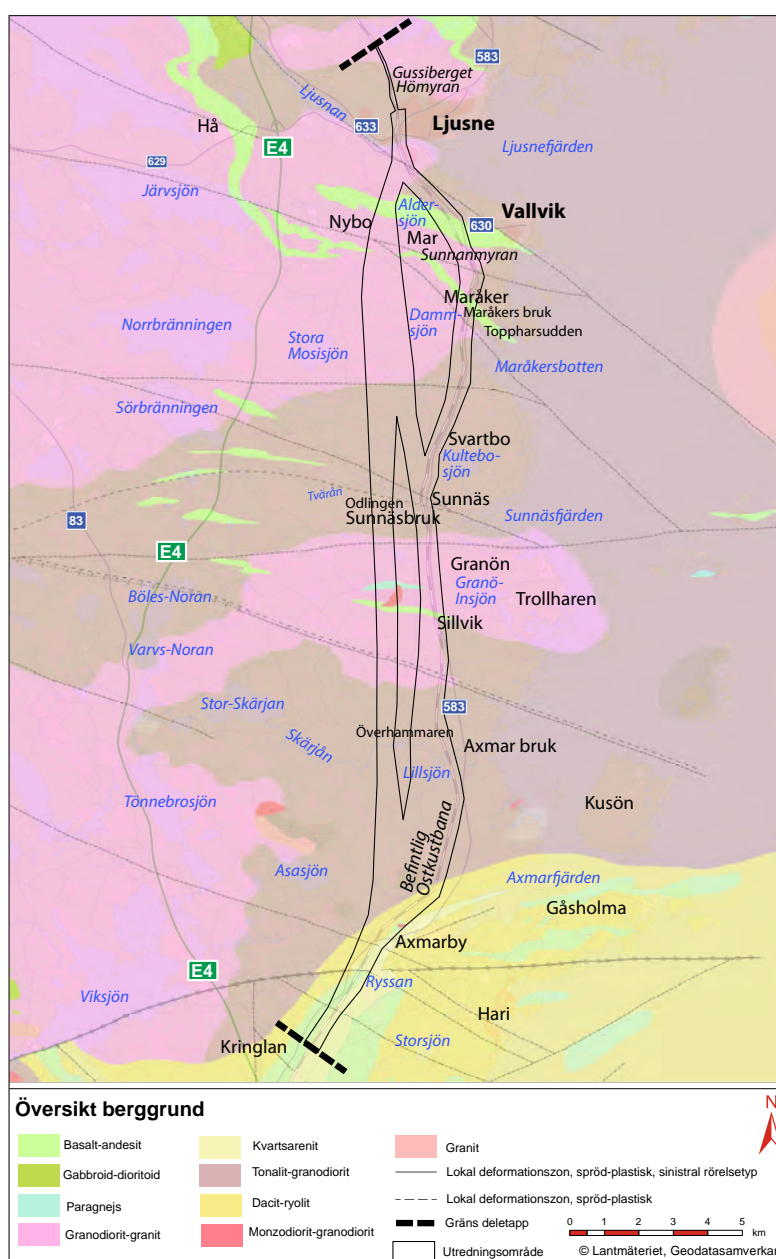 583
Gussiberget
Hömyran
Ljusnan
Hå
633
Ljusne
E4
Ljusnefjärden
629
Järvsjön
Alder-
sjön
Vallvik
Nybo
630
Mar
Sunnanmyran
Maråker
Maråkers bruk
Damm-
sjön
Norrbränningen
Stora
Mosisjön
Toppharsudden
Maråkersbotten
Sörbränningen
Svartbo
Kultebo-
sjön
Tvärån
Odlingen
Sunnäs
Sunnäsbruk
Sunnäsfjärden
83
E4
Granön
Granö-
Insjön
Böles-Noran
Trollharen
Sillvik
Varvs-Noran
Stor-Skärjan
583
Skärjån
Överhammaren
Axmar bruk
Lillsjön
Tönnebrosjön
Kusön
Befintlig
Ostkustbana
Asasjön
Axmarfjärden
Gåsholma
Axmarby
E4
Ryssan
Viksjön
Hari
Kringlan
Storsjön
Översikt berggrund
N
Basalt-andesit
Kvartsarenit
Granit
Gabbroid-dioritoid
Tonalit-granodiorit
Lokal deformationszon, spröd-plastisk, sinistral rörelsetyp
Paragnejs
Dacit-ryolit
Lokal deformationszon, spröd-plastisk
Granodiorit-granit
Monzodiorit-granodiorit
Gräns deletapp
0 1 2 3 4 5
km
Utredningsområde
© Lantmäteriet, Geodatasamverkan